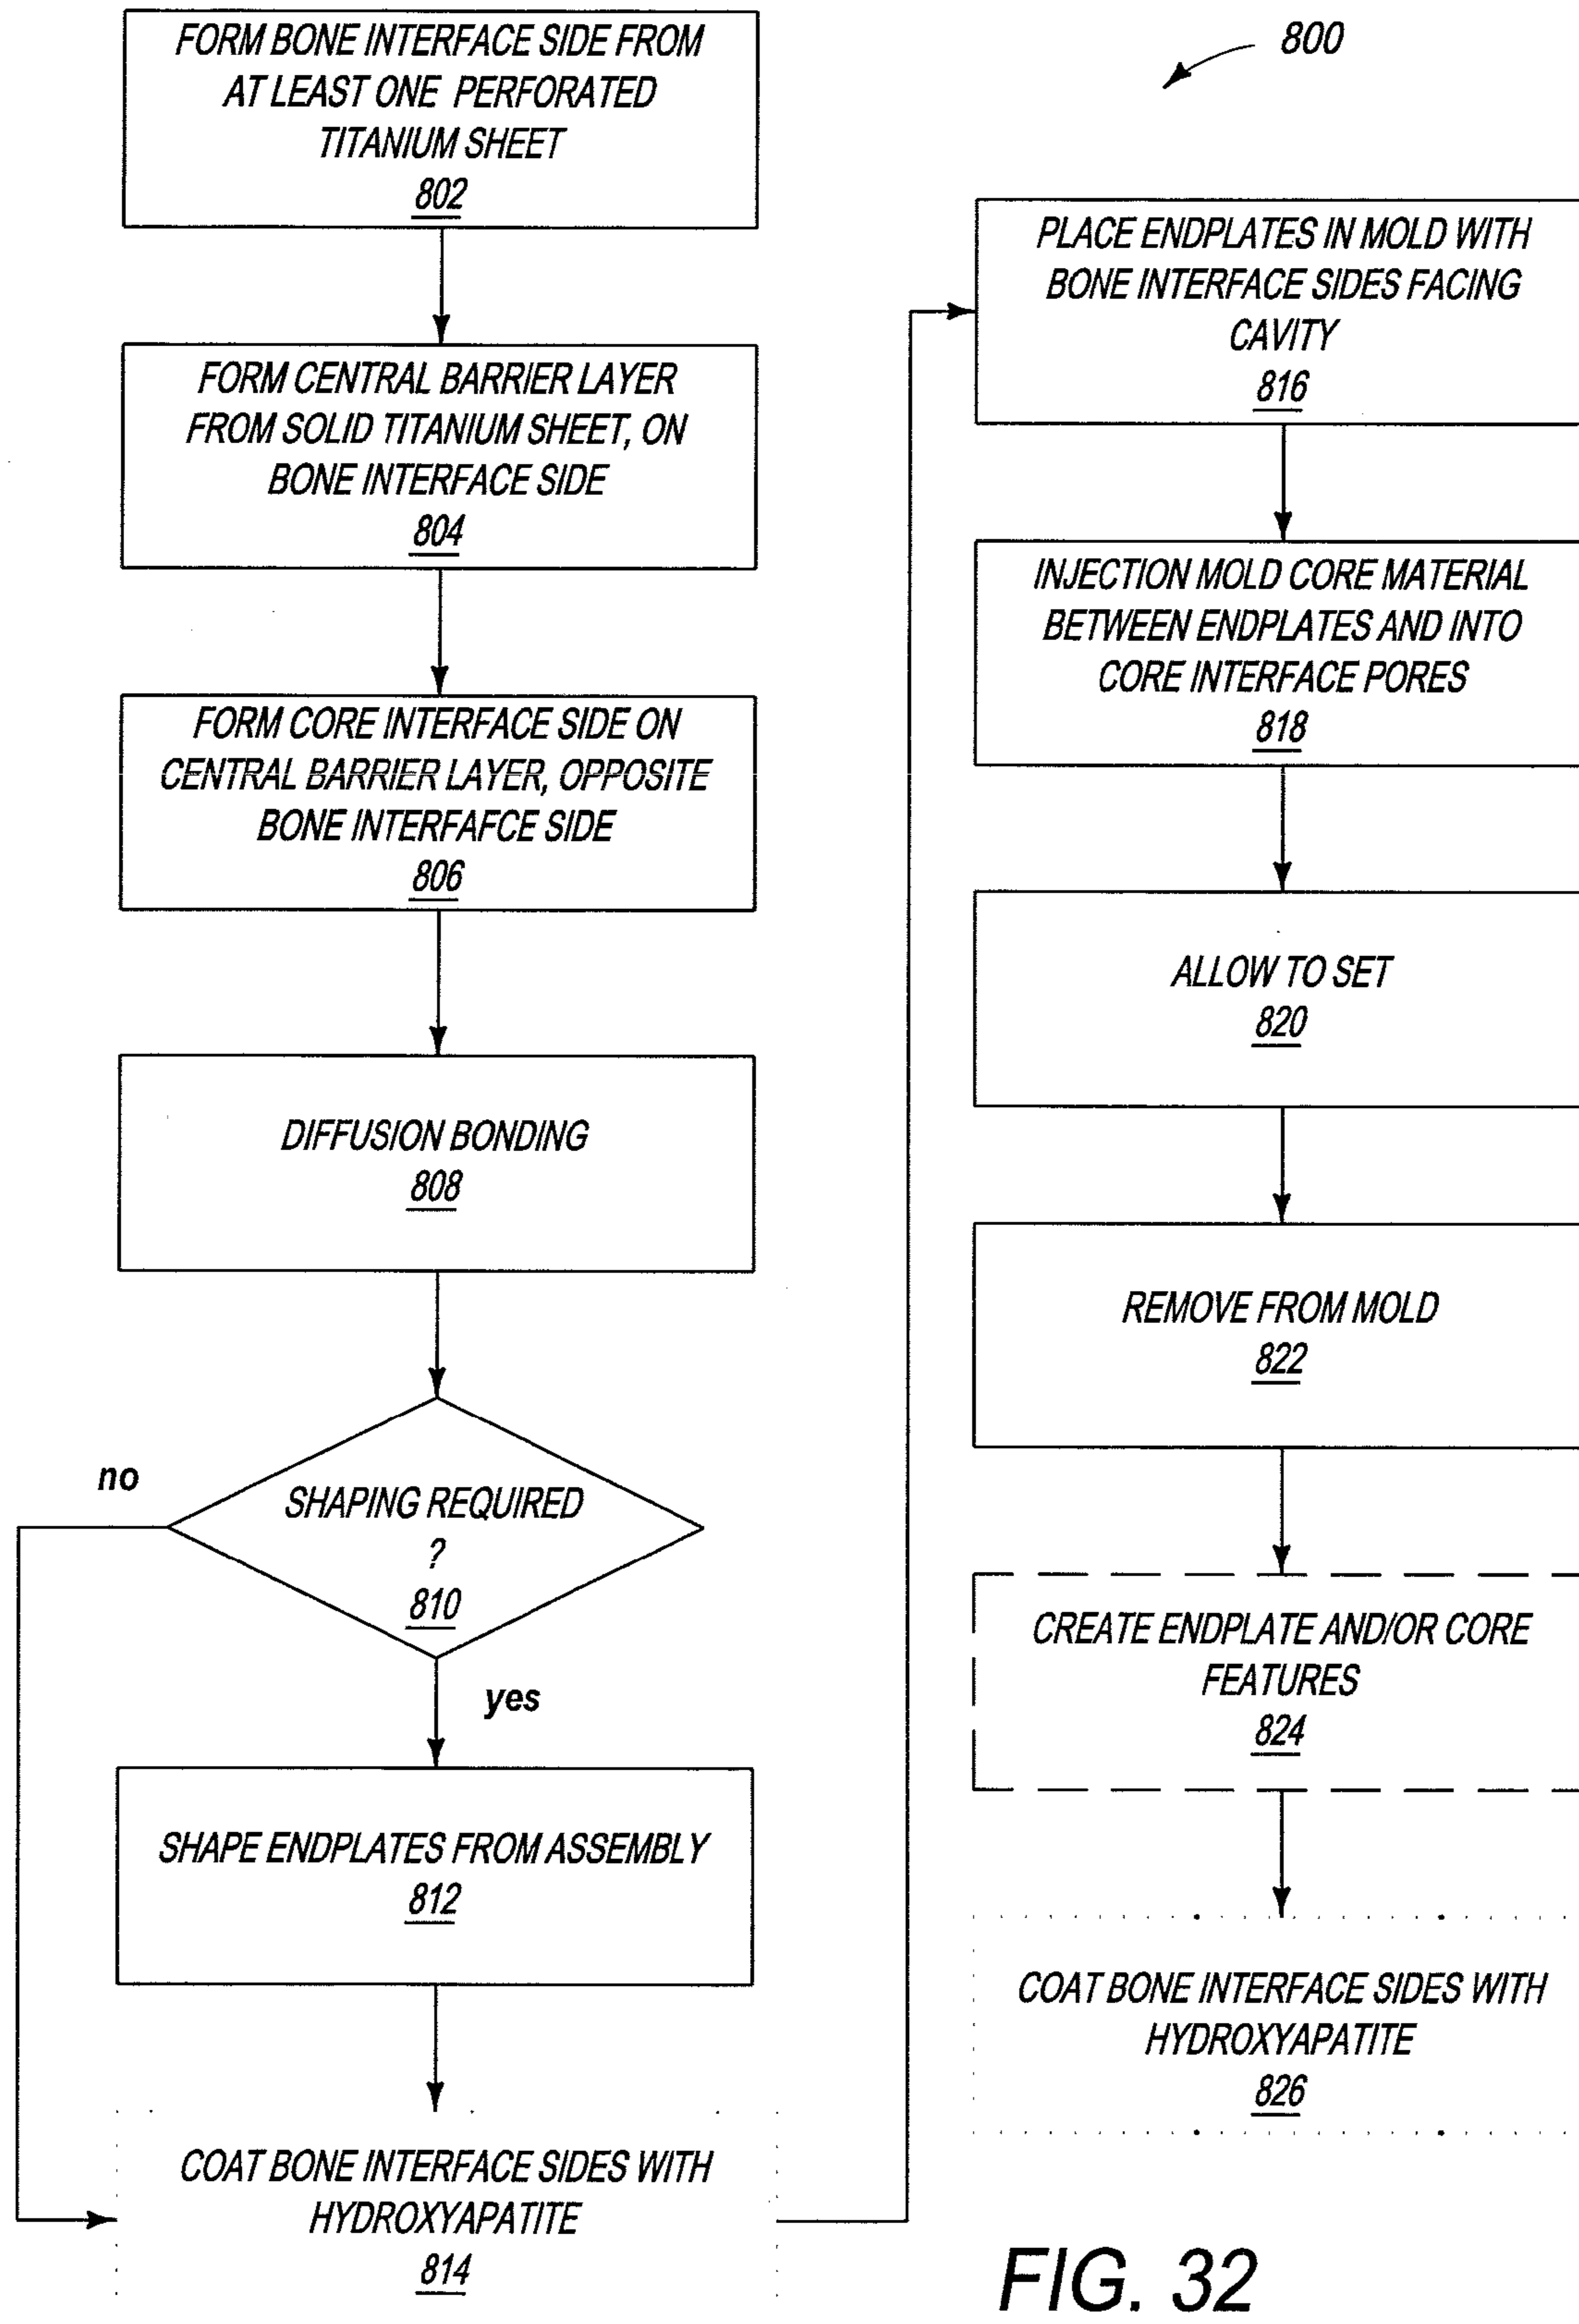 FORM BONE INTERFACE SIDE FROM
AT LEAST ONE PERFORATED
TITANIUM SHEET
802
FORM CENTRAL BARRIER LAYER
FROM SOLID TITANIUM SHEET, ON
BONE INTERFACE SIDE
804
FORM CORE INTERFACE SIDE ON
CENTRAL BARRIER LAYER, OPPOSITE
BONE INTERFAFCE SIDE
806
DIFFUSION BONDING
808
no
SHAPING REQUIRED
?
810
yes
SHAPE ENDPLATES FROM ASSEMBLY
812
COAT BONE INTERFACE SIDES WITH
HYDROXYAPATITE
814
800
PLACE ENDPLATES IN MOLD WITH
BONE INTERFACE SIDES FACING
CAVITY
816
INJECTION MOLD CORE MATERIAL
BETWEEN ENDPLATES AND INTO
CORE INTERFACE PORES
818
ALLOW TO SET
820
REMOVE FROM MOLD
822
CREATE ENDPLATE AND/OR CORE
FEATURES
824
COAT BONE INTERFACE SIDES WITH
HYDROXYAPATITE
826
FIG. 32